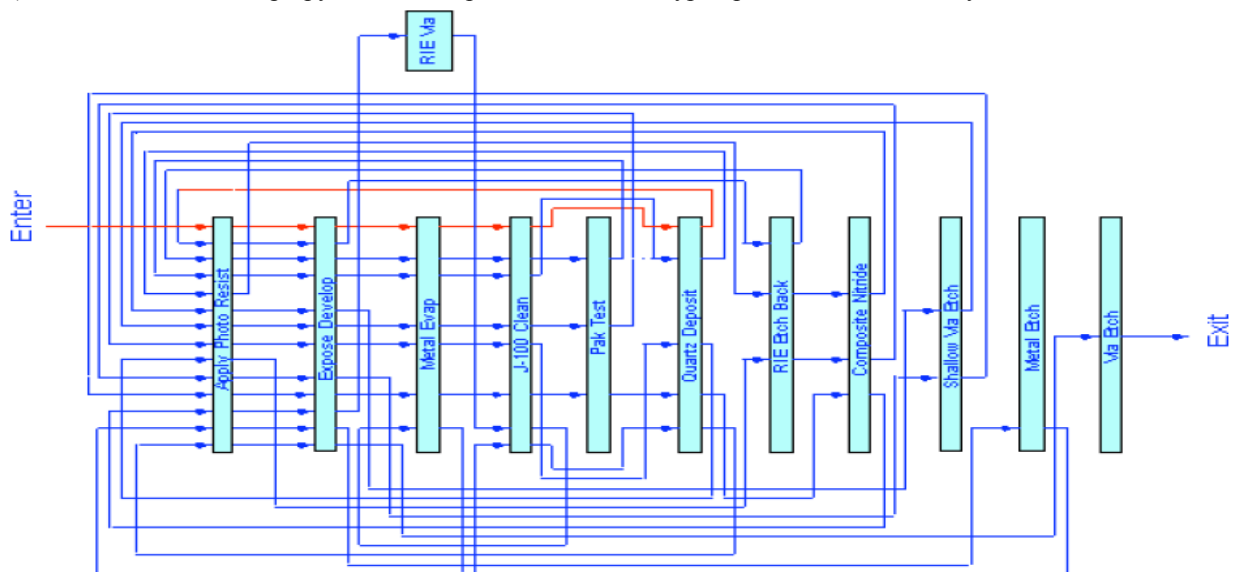 RIE Via
Enter
Apply Photo Resist
Expose Develop
Metal Evap
J-100 Clean
Pak Test
Quartz Deposit
RIE Etch Back
Composite Nitride
Shallow Via Etch
Metal Etch
Via Etch
Exit